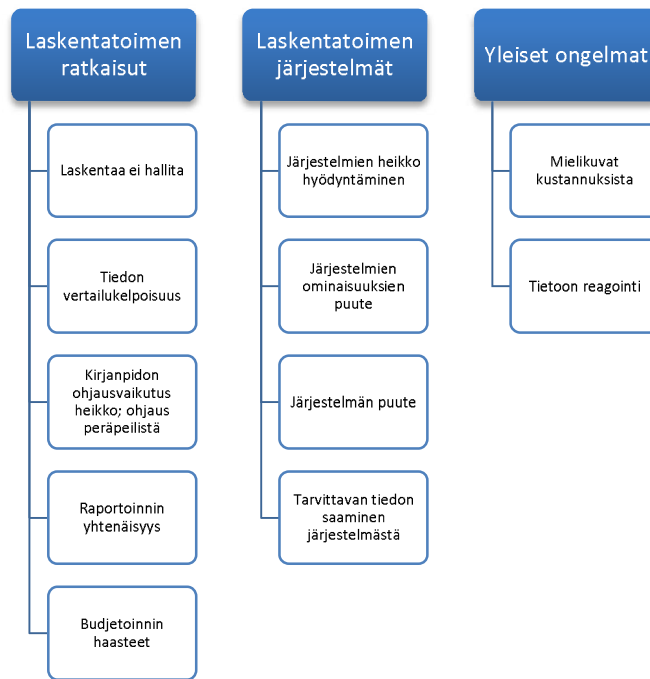 Laskentatoimen
ratkaisut
Laskentaa ei hallita
Tiedon
vertailukelpoisuus
Kirjanpidon
ohjausvaikutus
heikko; ohjaus
peräpeilistä
Raportoinnin
yhtenäisyys
Budjetoinnin
haasteet
Laskentatoimen
järjestelmät
Järjestelmien heikko
hyödyntäminen
Järjestelmien
ominaisuuksien
puute
Järjestelmän puute
Tarvittavan tiedon
saaminen
järjestelmästä
Yleiset ongelmat
Mielikuvat
kustannuksista
Tietoon reagointi